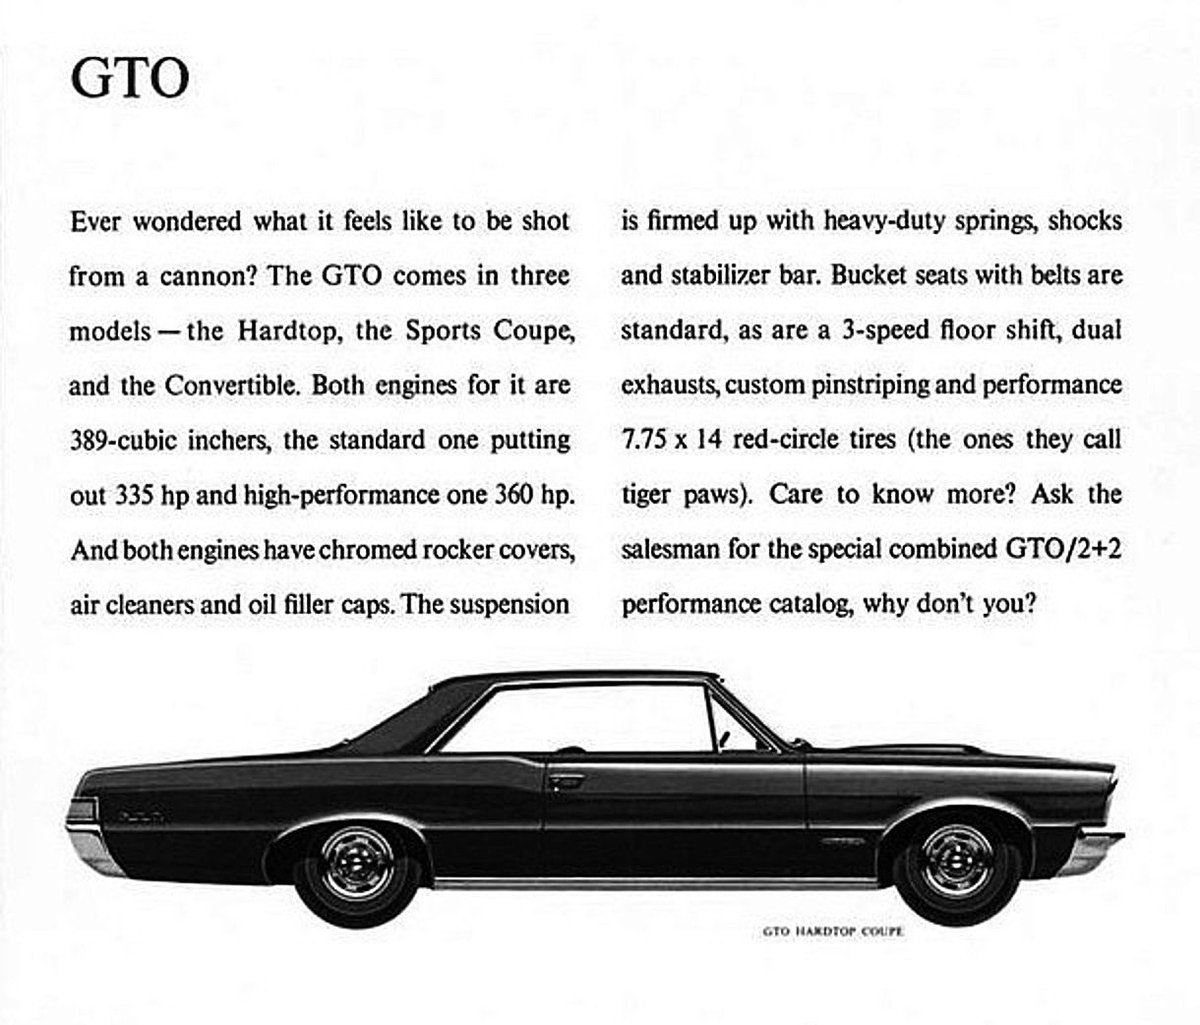 GTO
Ever wondered what it feels like to be shot
from a cannon? The GTO comes in three
models — the Hardtop, the Sports Coupe,
and the Convertible. Both engines for it are
389-cubic inchers, the standard one putting
out 335 hp and high-performance one 360 hp.
And both engines have chromed rocker covers,
air cleaners and oil filler caps. The suspension
is firmed up with heavy-duty springs, shocks
and stabilizer bar. Bucket seats with belts are
standard, as are a 3-speed floor shift, dual
exhausts, custom pinstriping and performance
7.75 x 14 red-circle tires (the ones they call
tiger paws). Care to know more? Ask the
salesman for the special combined GTO/2+2
performance catalog, why don't you?
GTO HARDTOP COUPE